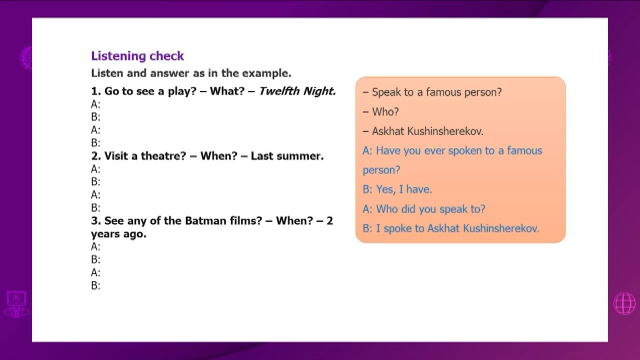 Listening check
Listen and answer as in the example.
1. Go to see a play? – What? – Twelfth Night.
A:
B:
A:
B:
2. Visit a theatre? – When? – Last summer.
A:
B:
A:
B:
3. See any of the Batman films? – When? – 2
years ago.
A:
B:
A:
B:
– Speak to a famous person?
– Who?
– Askhat Kushinsherekov.
A: Have you ever spoken to a famous
person?
B: Yes, I have.
A: Who did you speak to?
B: I spoke to Askhat Kushinsherekov.